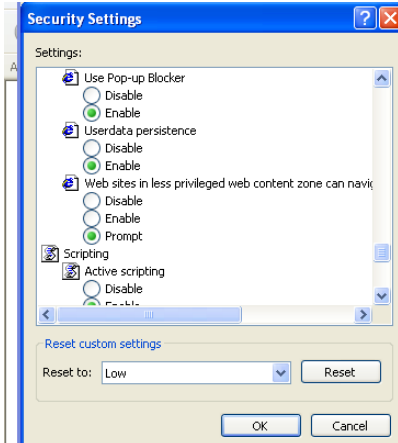 Security Settings
Settings:
Use Pop-up Blocker
Disable
Enable
Userdata persistence
Disable
Enable
Web sites in less privileged web content zone can navig
Disable
Enable
Prompt
Scripting
Active scripting
Disable
Enable
Reset custom settings
Reset to: Low Reset
OK Cancel